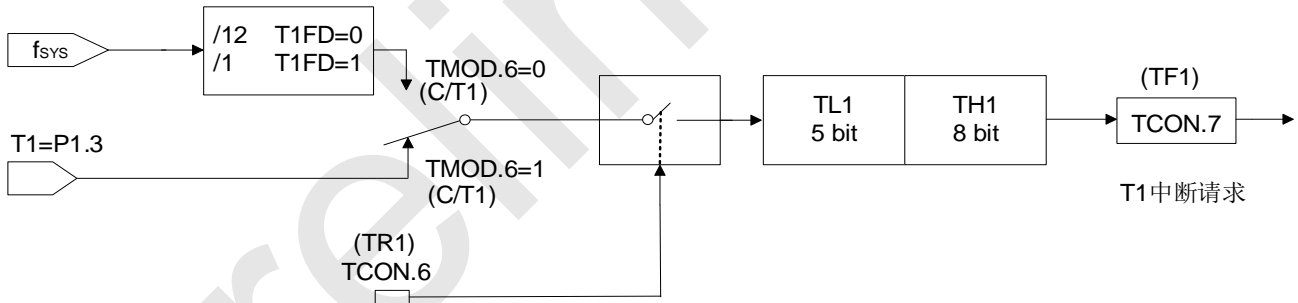 fSYS
/12 T1FD=0
/1 T1FD=1
TMOD.6=0
(C/T1)
T1=P1.3
TMOD.6=1
(C/T1)
TL1
5 bit
TH1
8 bit
(TF1)
TCON.7
T1中断请求
(TR1)
TCON.6
relin